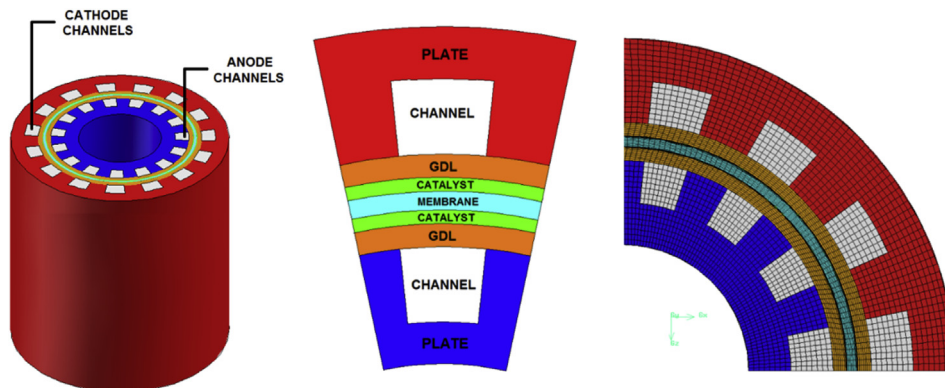 CATHODE
CHANNELS
ANODE
CHANNELS
PLATE
CHANNEL
GDL
CATALYST
MEMBRANE
CATALYST
GDL
CHANNEL
PLATE